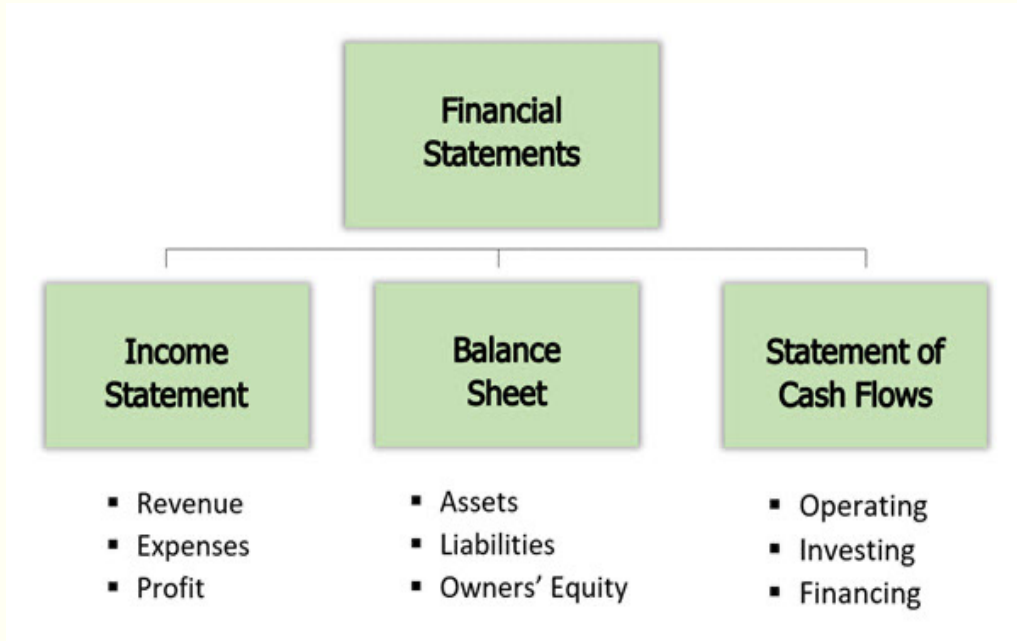 Financial
Statements
Income
Statement
Balance
Sheet
Statement of
Cash Flows
▪ Revenue
▪ Expenses
▪ Profit
▪ Assets
▪ Liabilities
▪ Owners’ Equity
▪ Operating
▪ Investing
▪ Financing